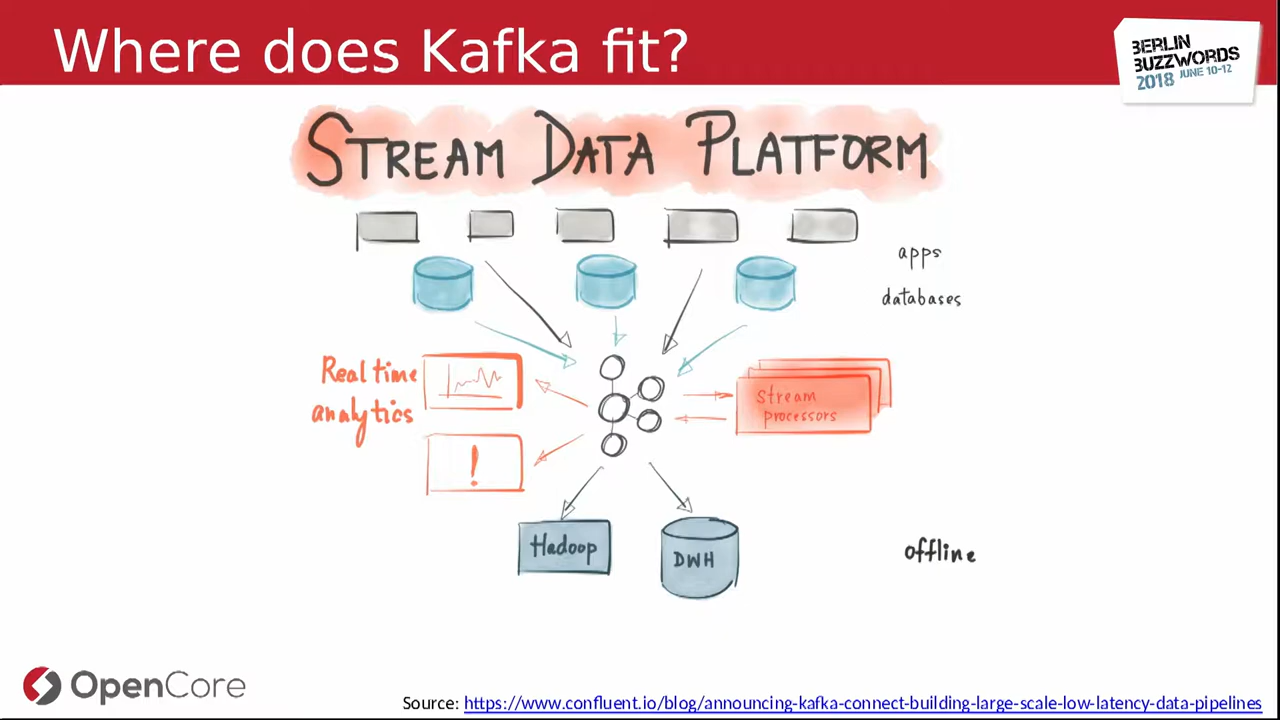 Where does Kafka fit?
BERLIN
BUZZWORDS
2018 JUNE 10-12
STREAM DATA PLATFORM
apps
databases
Real time
analytics
!
Stream
processors
Hadoop
DWH
offline
OpenCore
Source: https://www.confluent.io/blog/announcing-kafka-connect-building-large-scale-low-latency-data-pipelines